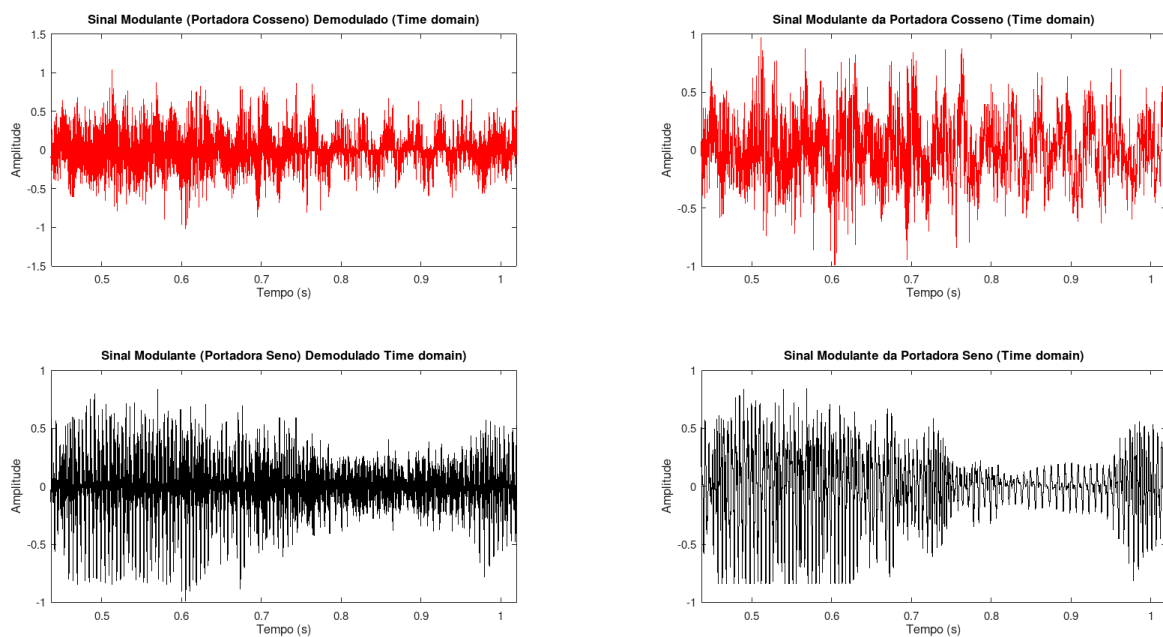 Sinal Modulante (Portadora Cosseno) Demodulado (Time domain)
1.5
1
0.5
0
-0.5
-1
-1.5
Amplitude
0.5 0.6 0.7 0.8 0.9 1
Tempo (s)
Sinal Modulante da Portadora Cosseno (Time domain)
1
0.5
0
-0.5
-1
Amplitude
0.5 0.6 0.7 0.8 0.9 1
Tempo (s)
Sinal Modulante (Portadora Seno) Demodulado Time domain)
1
0.5
0
-0.5
-1
Amplitude
0.5 0.6 0.7 0.8 0.9 1
Tempo (s)
Sinal Modulante da Portadora Seno (Time domain)
1
0.5
0
-0.5
-1
Amplitude
0.5 0.6 0.7 0.8 0.9 1
Tempo (s)